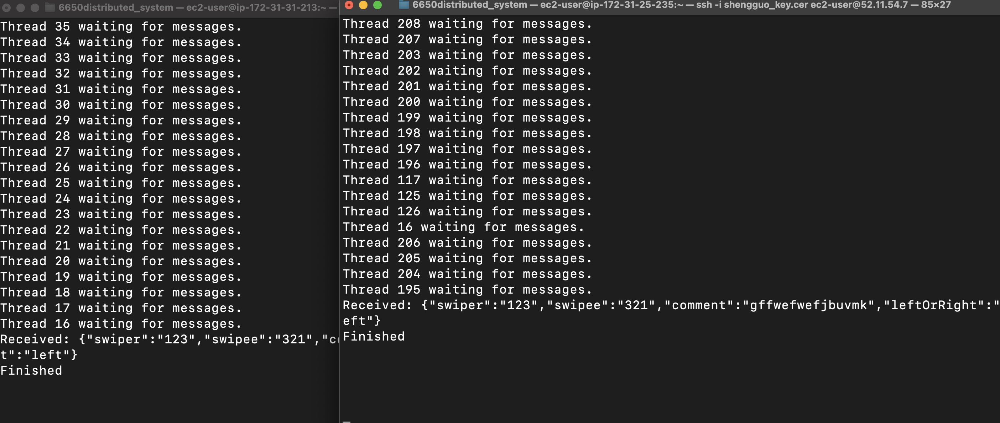 6650distributed_system — ec2-user@ip-172-31-31-213:~ —
Thread 35 waiting for messages.
Thread 34 waiting for messages.
Thread 33 waiting for messages.
Thread 32 waiting for messages.
Thread 31 waiting for messages.
Thread 30 waiting for messages.
Thread 29 waiting for messages.
Thread 28 waiting for messages.
Thread 27 waiting for messages.
Thread 26 waiting for messages.
Thread 25 waiting for messages.
Thread 24 waiting for messages.
Thread 23 waiting for messages.
Thread 22 waiting for messages.
Thread 21 waiting for messages.
Thread 20 waiting for messages.
Thread 19 waiting for messages.
Thread 18 waiting for messages.
Thread 17 waiting for messages.
Thread 16 waiting for messages.
Received: {"swiper":"123","swipee":"321","c
t":"left"}
Finished
6650distributed_system — ec2-user@ip-172-31-25-235:~ — ssh -i shengguo_key.cer ec2-user@52.11.54.7 — 85×27
Thread 208 waiting for messages.
Thread 207 waiting for messages.
Thread 203 waiting for messages.
Thread 202 waiting for messages.
Thread 201 waiting for messages.
Thread 200 waiting for messages.
Thread 199 waiting for messages.
Thread 198 waiting for messages.
Thread 197 waiting for messages.
Thread 196 waiting for messages.
Thread 117 waiting for messages.
Thread 125 waiting for messages.
Thread 126 waiting for messages.
Thread 16 waiting for messages.
Thread 206 waiting for messages.
Thread 205 waiting for messages.
Thread 204 waiting for messages.
Thread 195 waiting for messages.
Received: {"swiper":"123","swipee":"321","comment":"gffwefwefjbuvmk","leftOrRight":"
eft"}
Finished